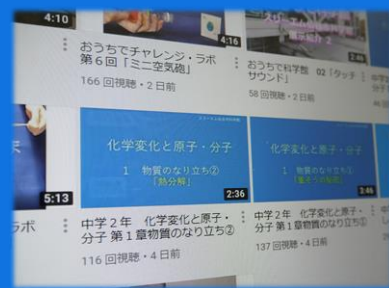 4:10
4:16
2:46
おうちでチャレンジ・ラボ
第6回「ミニ空気砲」
166 回視聴・2 日前
おうちで科学館 02「タッチ
サウンド」
58 回視聴・2 日前
化学変化と原子・分子
1 物質のなり立ち②
「熱分解」
2:36
化学変化と原子・分子
1 物質のなり立ち①
3:46
5:13
ラボ
中学2年 化学変化と原子・
分子 第1章物質のなり立ち②
116 回視聴・4 日前
中学2年 化学変化と原子・
分子 第1章物質のなり立ち①
137 回視聴・4 日前